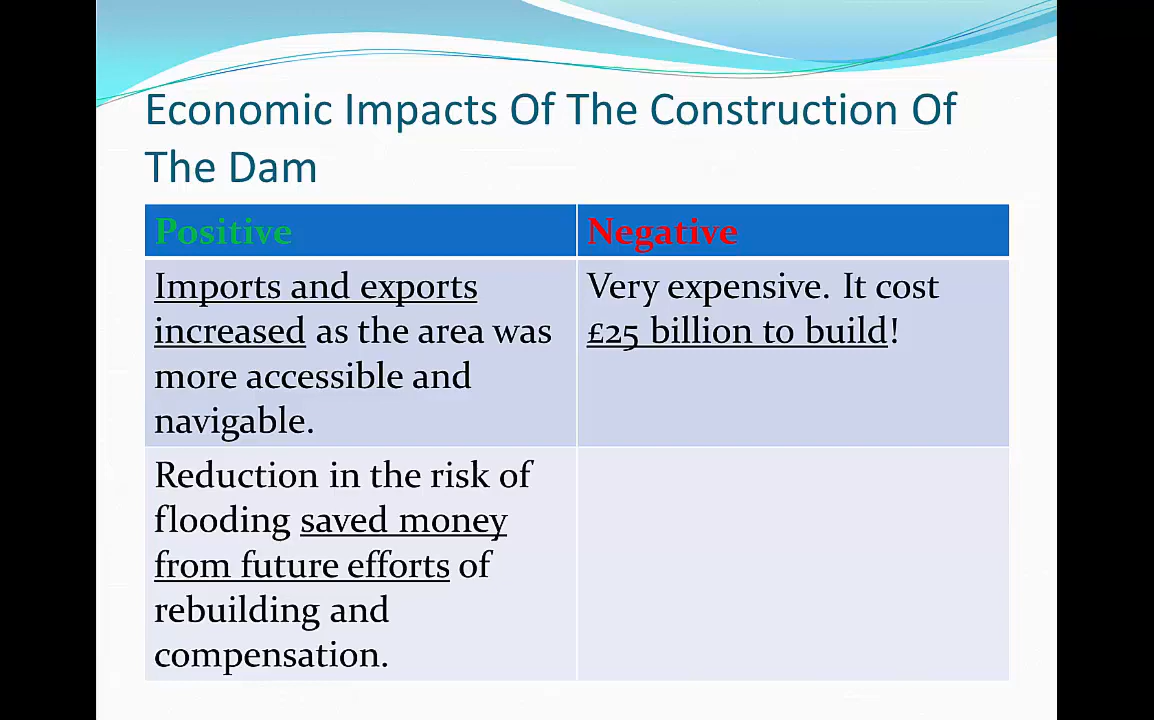 Economic Impacts Of The Construction Of
The Dam
Positive
Negative
Imports and exports
increased as the area was
more accessible and
navigable.
Very expensive. It cost
£25 billion to build!
Reduction in the risk of
flooding saved money
from future efforts of
rebuilding and
compensation.